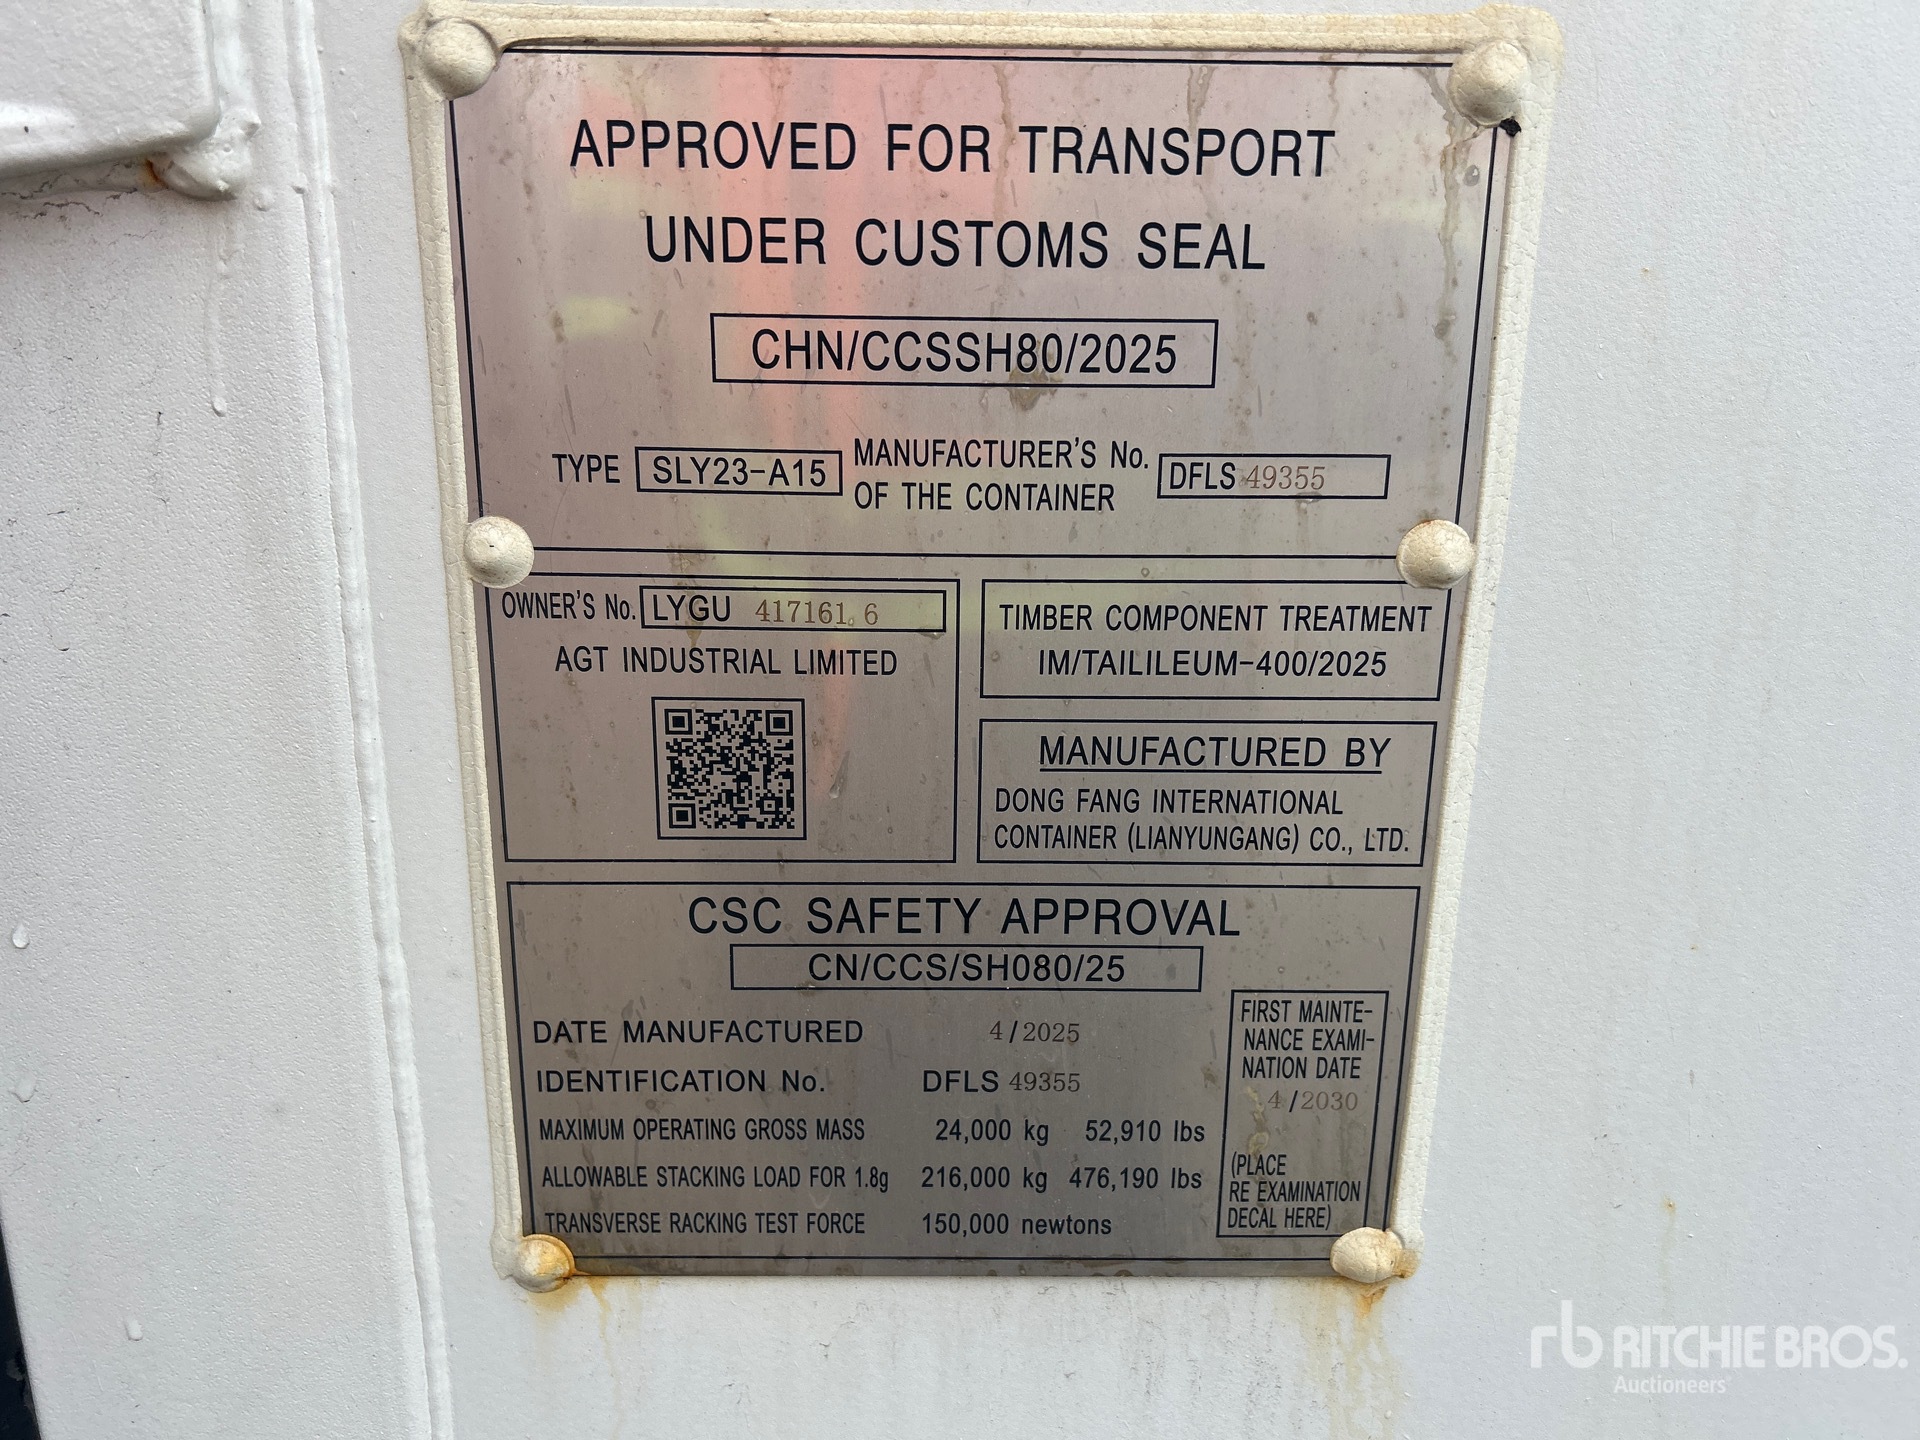 APPROVED FOR TRANSPORT
UNDER CUSTOMS SEAL
CHN/CCSSH80/2025
TYPE SLY23-A15 MANUFACTURER'S No. OF THE CONTAINER DFLS 49355
OWNER'S No. LYGU 417161.6
AGT INDUSTRIAL LIMITED
TIMBER COMPONENT TREATMENT
IM/TAILILEUM-400/2025
MANUFACTURED BY
DONG FANG INTERNATIONAL
CONTAINER (LIANYUNGANG) CO., LTD.
CSC SAFETY APPROVAL
CN/CCS/SH080/25
DATE MANUFACTURED 4/2025
IDENTIFICATION No. DFLS 49355
MAXIMUM OPERATING GROSS MASS 24,000 kg 52,910 lbs
ALLOWABLE STACKING LOAD FOR 1.8g 216,000 kg 476,190 lbs
TRANSVERSE RACKING TEST FORCE 150,000 newtons
FIRST MAINTE-
NANCE EXAMI-
NATION DATE
4/2030
(PLACE
RE EXAMINATION
DECAL HERE)
rb RITCHIE BROS.
Auctioneers